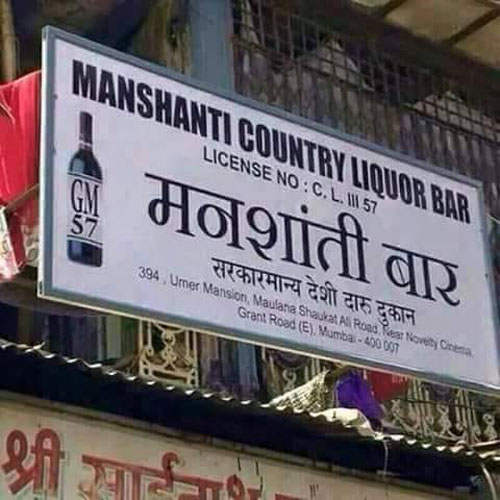 MANSHANTI COUNTRY LIQUOR BAR
LICENSE NO : C. L. III 57
GM
57
मनशांती बार
सरकारमान्य देशी दारु दुकान
394 , Umer Mansion, Maulana Shaukat Ali Road, Near Novelty Cinema,
Grant Road (E), Mumbai - 400 007
श्री साईनाथ